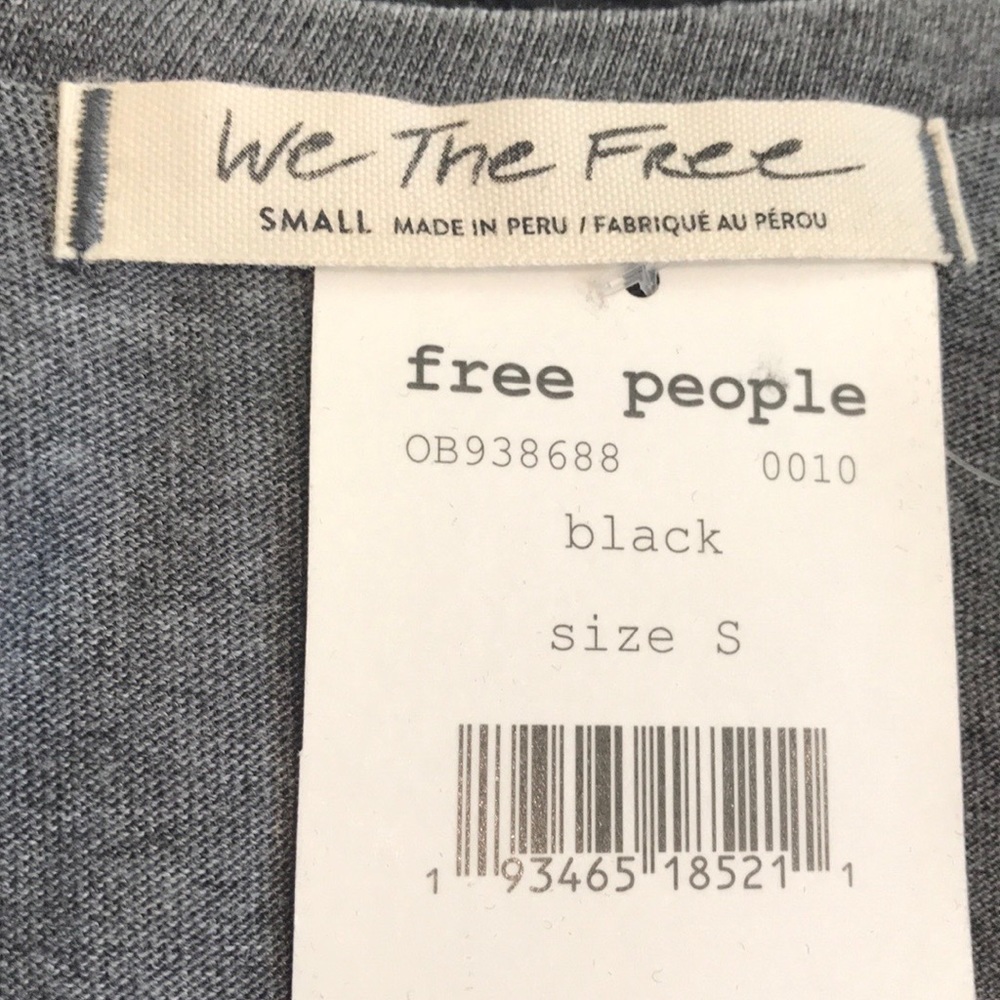 We The Free
SMALL MADE IN PERU / FABRIQUÉ AU PÉROU
free people
OB938688 0010
black
size S
1 93465 18521 1